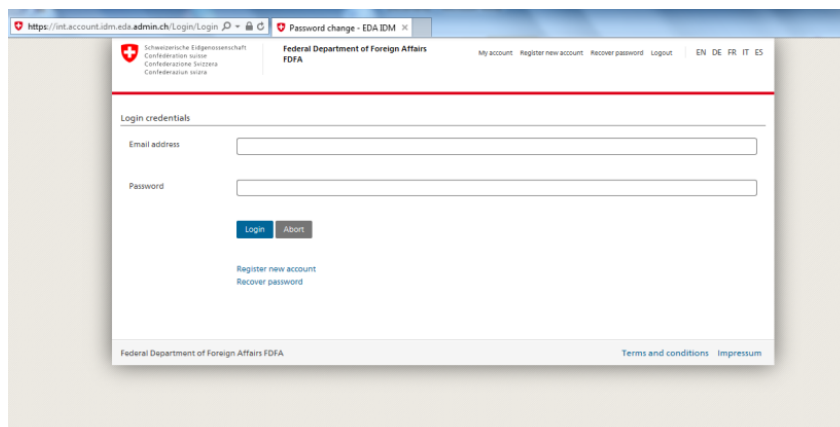 https://int.account.idm.eda.admin.ch/Login/Login
Password change - EDA IDM
Schweizerische Eidgenossenschaft
Confédération suisse
Confederazione Svizzera
Confederaziun svizra
Federal Department of Foreign Affairs
FDFA
My account Register new account Recover password Logout EN DE FR IT ES
Login credentials
Email address
Password
Login Abort
Register new account
Recover password
Federal Department of Foreign Affairs FDFA Terms and conditions Impressum